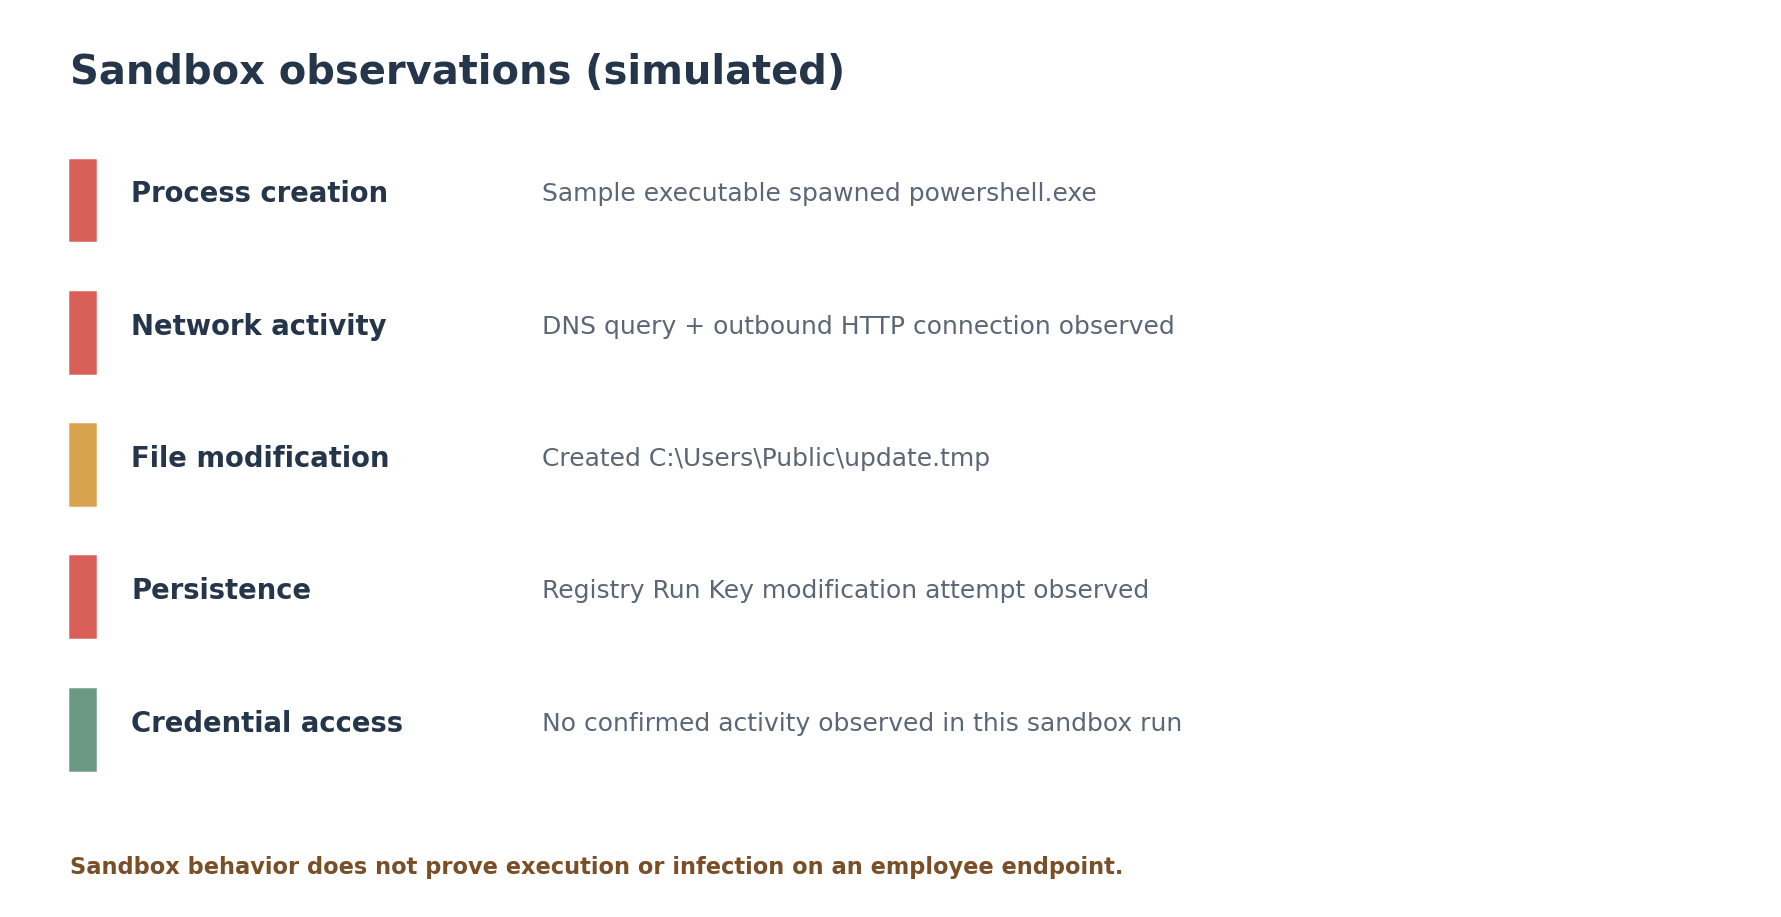 Sandbox observations (simulated)
Process creation Sample executable spawned powershell.exe
Network activity DNS query + outbound HTTP connection observed
File modification Created C:\Users\Public\update.tmp
Persistence Registry Run Key modification attempt observed
Credential access No confirmed activity observed in this sandbox run
Sandbox behavior does not prove execution or infection on an employee endpoint.